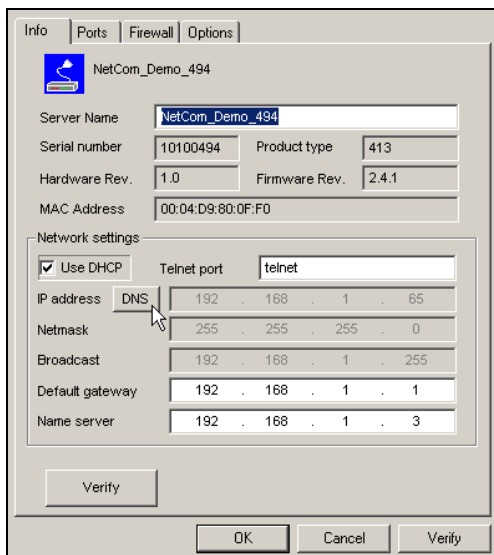 Info Ports Firewall Options
NetCom_Demo_494
Server Name NetCom_Demo_494
Serial number 10100494 Product type 413
Hardware Rev. 1.0 Firmware Rev. 2.4.1
MAC Address 00:04:D9:80:0F:F0
Network settings
Use DHCP Telnet port telnet
IP address DNS 192 . 168 . 1 . 65
Netmask 255 . 255 . 255 . 0
Broadcast 192 . 168 . 1 . 255
Default gateway 192 . 168 . 1 . 1
Name server 192 . 168 . 1 . 3
Verify
OK Cancel Verify